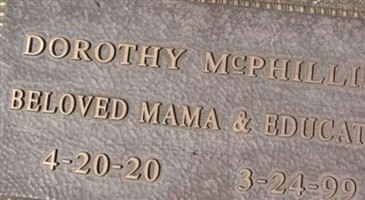 DOROTHY McPHILLI
BELOVED MAMA & EDUCAT
4-20-20 3-24-99